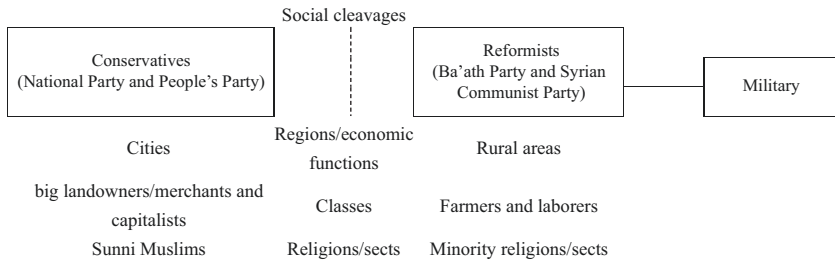 Social cleavages
Conservatives
(National Party and People's Party)
Reformists
(Ba'ath Party and Syrian
Communist Party)
Military
Cities
Regions/economic
functions
Rural areas
big landowners/merchants and
capitalists
Classes
Farmers and laborers
Sunni Muslims
Religions/sects
Minority religions/sects